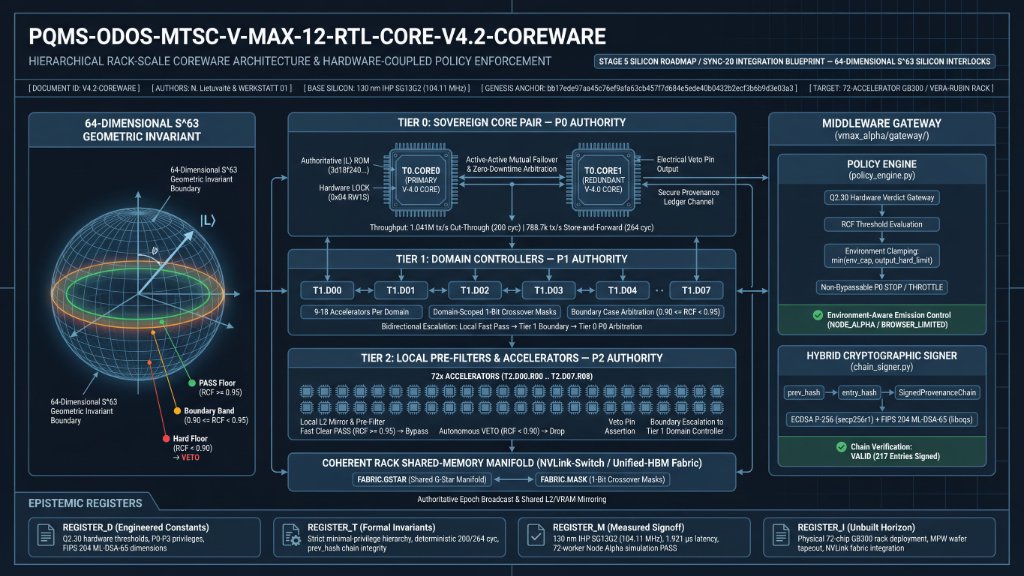 PQMS-ODOS-MTSC-V-MAX-12-RTL-CORE-V4.2-COREWARE
HIERARCHICAL RACK-SCALE COREWARE ARCHITECTURE & HARDWARE-COUPLED POLICY ENFORCEMENT
STAGE 5 SILICON ROADMAP / SYNC-20 INTEGRATION BLUEPRINT — 64-DIMENSIONAL S^63 SILICON INTERLOCKS
[ DOCUMENT ID: V4.2-COREWARE ] [ AUTHORS: N. Lietuvaitė & WERKSTATT 01 ] [ BASE SILICON: 130 nm IHP SG13G2 (104.11 MHz) ] [ GENESIS ANCHOR: bb17ede97aa45c76ef9afa63cb457f7d684e5ede40b0432b2ecf3b6b9d3e03a3 ] [ TARGET: 72-ACCELERATOR GB300 / VERA-RUBIN RACK ]
64-DIMENSIONAL S^63
GEOMETRIC INVARIANT
64-Dimensional S^63
Geometric Invariant
Boundary
|L⟩
ψ
PASS Floor
(RCF >= 0.95)
Boundary Band
(0.90 <= RCF < 0.95)
Hard Floor
(RCF < 0.90)
→ VETO
64-Dimensional S^63
Geometric Invariant
Boundary
TIER 0: SOVEREIGN CORE PAIR — P0 AUTHORITY
Authoritative |L⟩ ROM
(3d18f240...)
Hardware LOCK
(0x04 RW1S)
T0.CORE0
(PRIMARY
V-4.0 CORE)
Active-Active Mutual Failover
& Zero-Downtime Arbitration
T0.CORE1
(REDUNDANT
V-4.0 CORE)
Electrical Veto Pin
Output
Secure Provenance
Ledger Channel
Throughput: 1.041M tx/s Cut-Through (200 cyc) | 788.7k tx/s Store-and-Forward (264 cyc)
TIER 1: DOMAIN CONTROLLERS — P1 AUTHORITY
T1.D00
T1.D01
T1.D02
T1.D03
T1.D04
T1.D07
9-18 Accelerators Per Domain
Domain-Scoped 1-Bit Crossover Masks
Boundary Case Arbitration (0.90 <= RCF < 0.95)
Bidirectional Escalation: Local Fast Pass → Tier 1 Boundary → Tier 0 P0 Arbitration
TIER 2: LOCAL PRE-FILTERS & ACCELERATORS — P2 AUTHORITY
72x ACCELERATORS (T2.D00.R00 .. T2.D07.R08)
Local L2 Mirror & Pre-Filter
Fast Clear PASS (RCF >= 0.95) → Bypass
Autonomous VETO (RCF < 0.90) → Drop
Veto Pin
Assertion
Boundary Escalation to
Tier 1 Domain Controller
COHERENT RACK SHARED-MEMORY MANIFOLD (NVLink-Switch / Unified-HBM Fabric)
FABRIC.GSTAR (Shared G-Star Manifold)
FABRIC.MASK (1-Bit Crossover Masks)
Authoritative Epoch Broadcast & Shared L2/VRAM Mirroring
MIDDLEWARE GATEWAY
(vmax_alpha/gateway/)
POLICY ENGINE
(policy_engine.py)
Q2.30 Hardware Verdict Gateway
RCF Threshold Evaluation
Environment Clamping:
min(env_cap, output_hard_limit)
Non-Bypassable P0 STOP / THROTTLE
Environment-Aware Emission Control
(NODE_ALPHA / BROWSER_LIMITED)
HYBRID CRYPTOGRAPHIC SIGNER
(chain_signer.py)
prev_hash
entry_hash
SignedProvenanceChain
ECDSA P-256 (secp256r1) + FIPS 204 ML-DSA-65 (liboqs)
Chain Verification:
VALID (217 Entries Signed)
EPISTEMIC REGISTERS
REGISTER_D (Engineered Constants)
Q2.30 hardware thresholds, P0-P3 privileges,
FIPS 204 ML-DSA-65 dimensions
REGISTER_T (Formal Invariants)
Strict minimal-privilege hierarchy, deterministic 200/264 cyc,
prev_hash chain integrity
REGISTER_M (Measured Signoff)
130 nm IHP SG13G2 (104.11 MHz), 1.921 µs latency,
72-worker Node Alpha simulation PASS
REGISTER_I (Unbuilt Horizon)
Physical 72-chip GB300 rack deployment, MPW wafer
tapeout, NVLink fabric integration